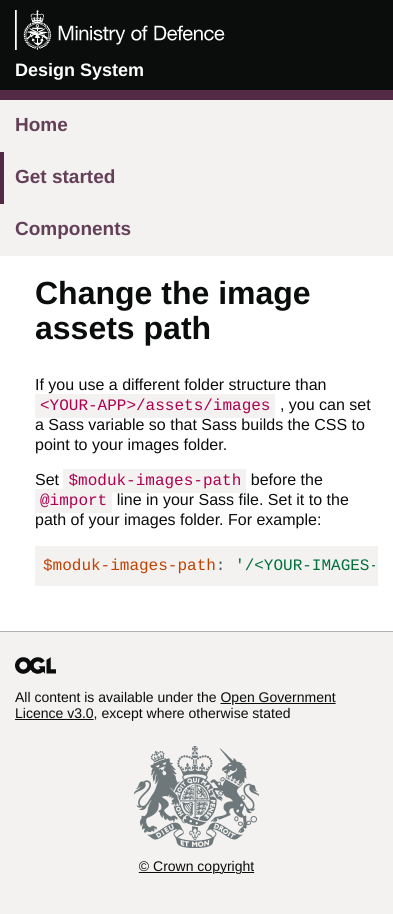 Ministry of Defence
Design System
Home
Get started
Components
Change the image
assets path
If you use a different folder structure than
<YOUR-APP>/assets/images , you can set
a Sass variable so that Sass builds the CSS to
point to your images folder.
Set $moduk-images-path before the
@import line in your Sass file. Set it to the
path of your images folder. For example:
$moduk-images-path: '/<YOUR-IMAGES-
OGL
All content is available under the Open Government
Licence v3.0, except where otherwise stated
DIEU ET MON DROIT
© Crown copyright